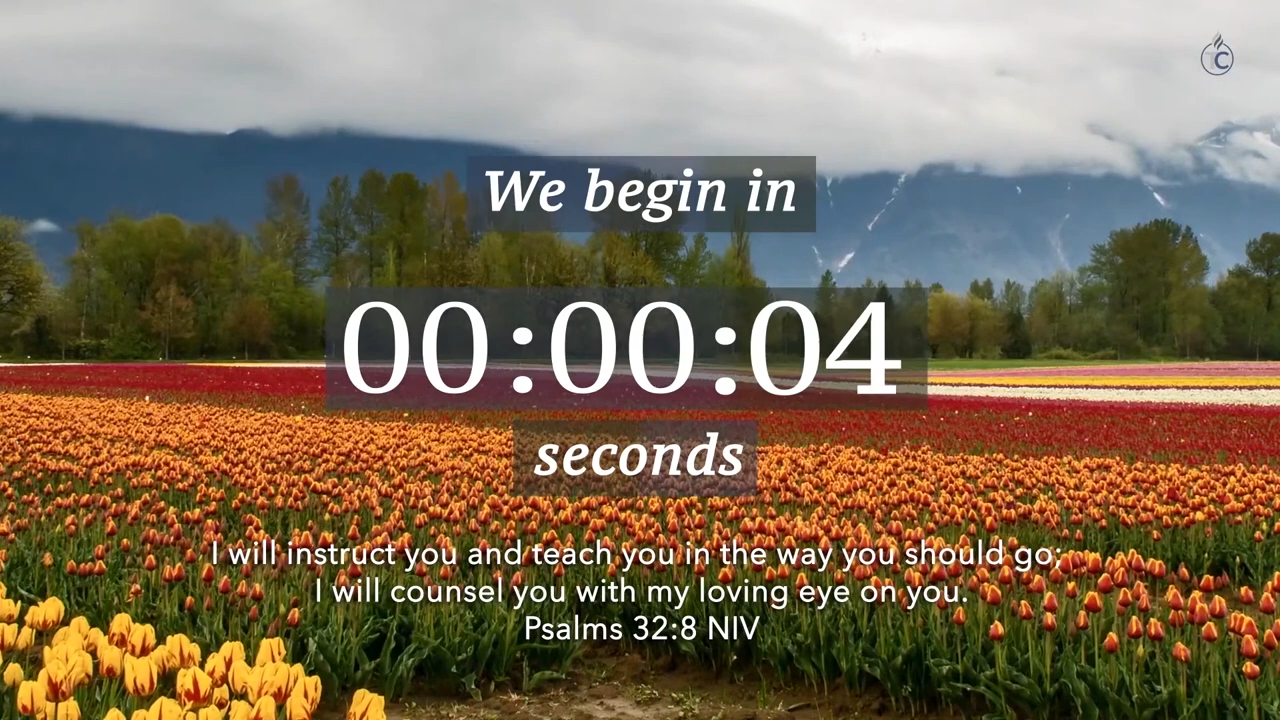 TC
We begin in
00:00:04
seconds
I will instruct you and teach you in the way you should go;
I will counsel you with my loving eye on you.
Psalms 32:8 NIV